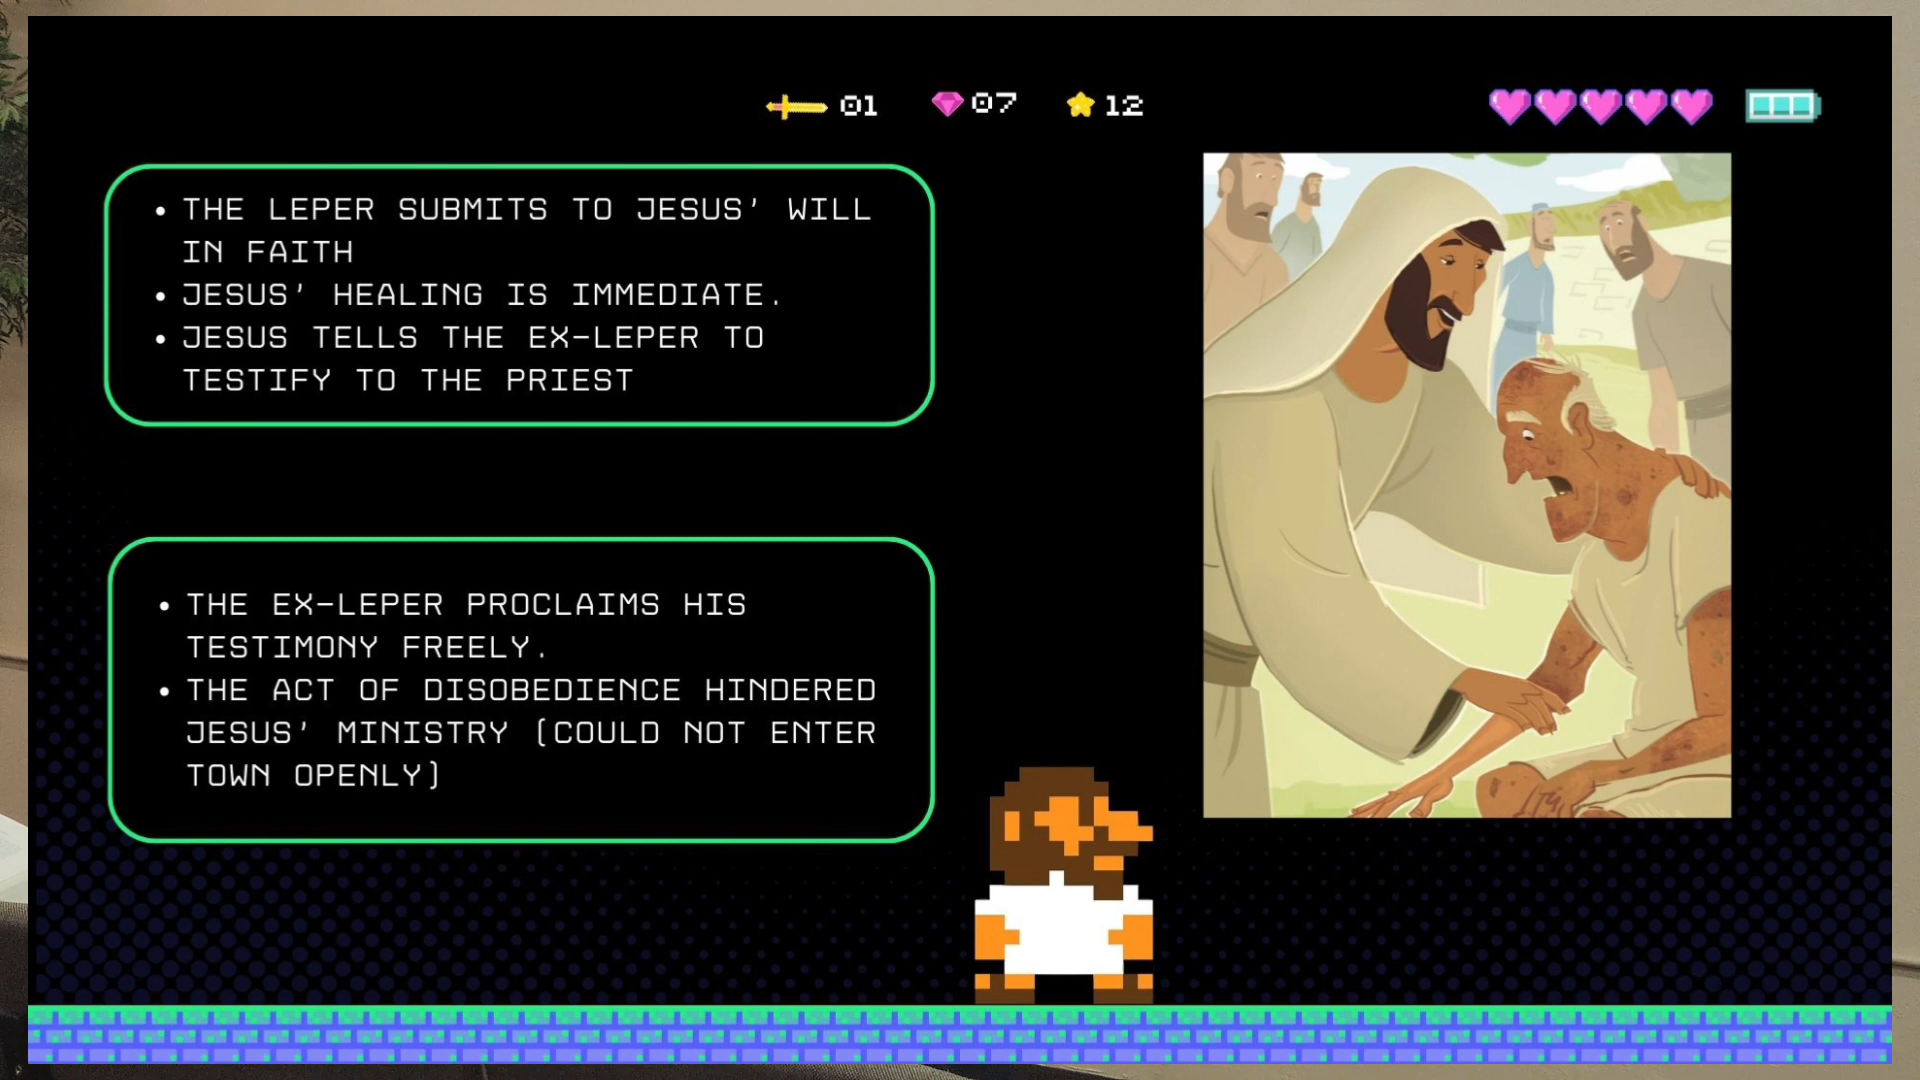 01 07 12
• THE LEPER SUBMITS TO JESUS' WILL
IN FAITH
• JESUS' HEALING IS IMMEDIATE.
• JESUS TELLS THE EX-LEPER TO
TESTIFY TO THE PRIEST
• THE EX-LEPER PROCLAIMS HIS
TESTIMONY FREELY.
• THE ACT OF DISOBEDIENCE HINDERED
JESUS' MINISTRY (COULD NOT ENTER
TOWN OPENLY)